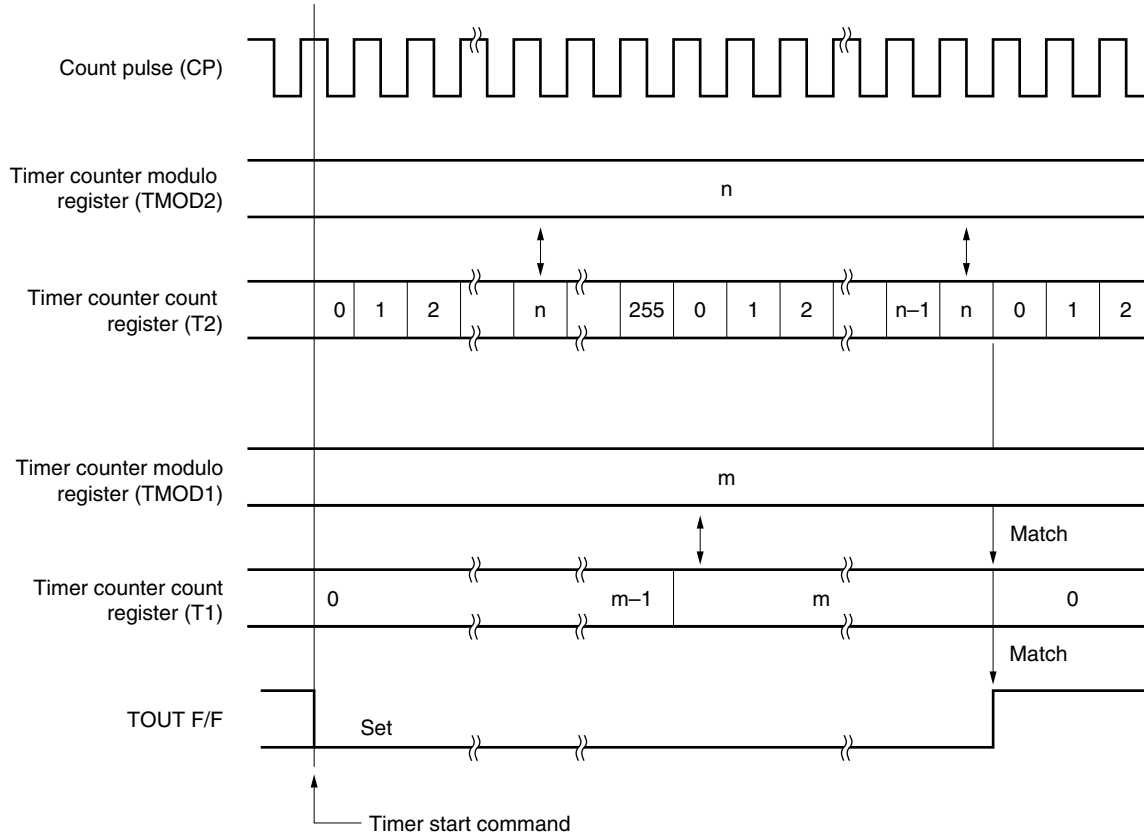 Count pulse (CP)
Timer counter modulo
register (TMOD2)
n
Timer counter count
register (T2)
0 1 2 n 255 0 1 2 n–1 n 0 1 2
Timer counter modulo
register (TMOD1)
m
Match
Timer counter count
register (T1)
0 m–1 m 0
Match
TOUT F/F
Set
Timer start command